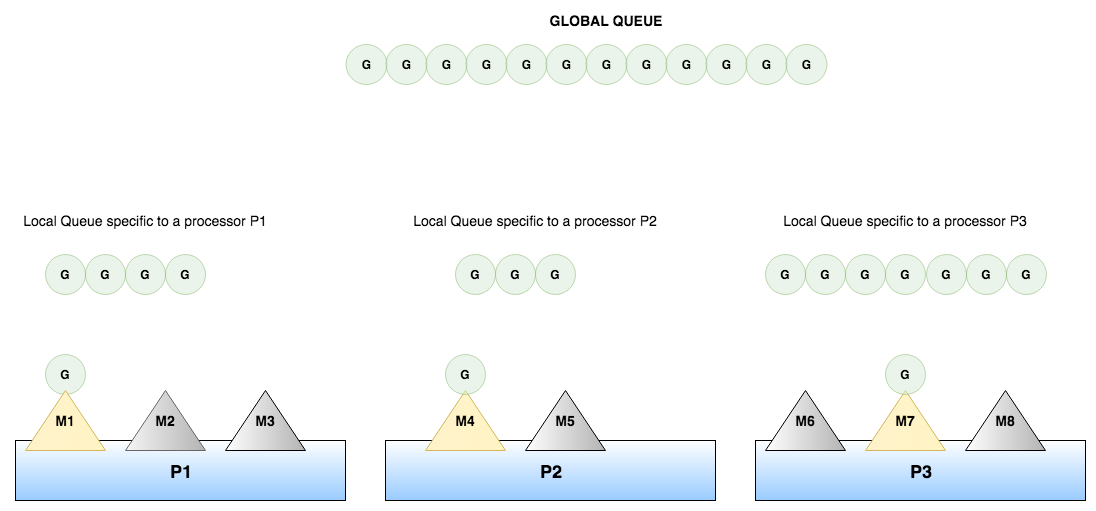 GLOBAL QUEUE
G G G G G G G G G G G G
Local Queue specific to a processor P1 Local Queue specific to a processor P2 Local Queue specific to a processor P3
G G G G G G G G G G G G G G
G G G
M1 M2 M3 M4 M5 M6 M7 M8
P1 P2 P3